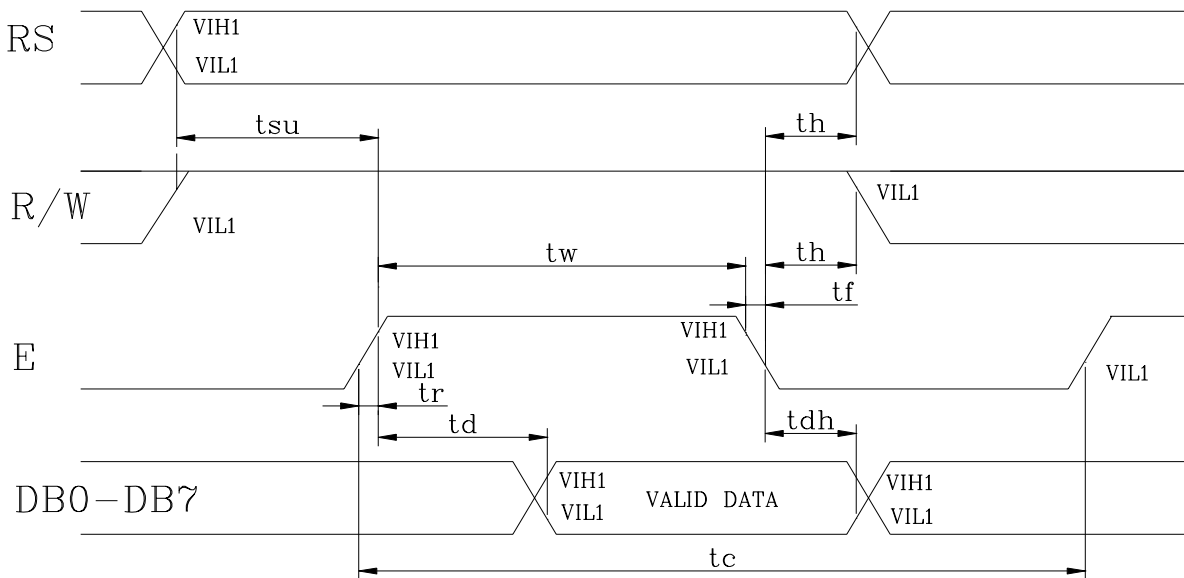 RS
VIH1
VIL1
tsu
th
R/W
VIL1
VIL1
tw
th
tf
E
VIH1
VIL1
VIH1
VIL1
VIL1
tr
td
tdh
DB0-DB7
VIH1
VIL1
VALID DATA
VIH1
VIL1
tc